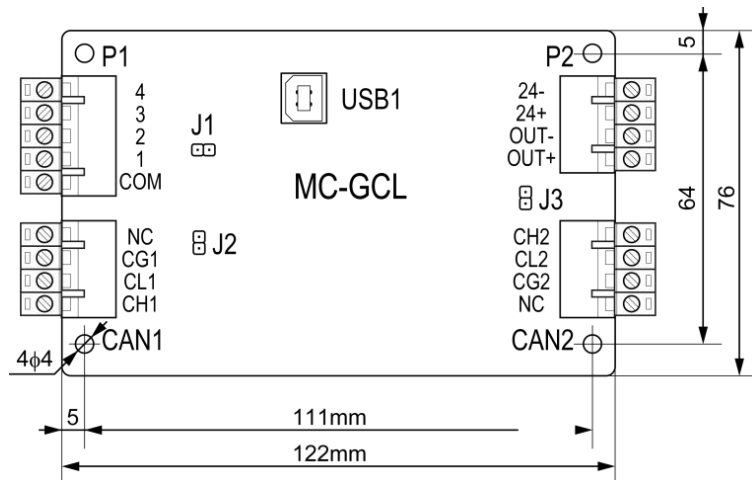 P1
P2
5
4
3
2
1
COM
J1
USB1
24-
24+
OUT-
OUT+
MC-GCL
J3
64
76
NC
CG1
CL1
CH1
J2
CH2
CL2
CG2
NC
CAN1
CAN2
4ϕ4
5
111mm
122mm